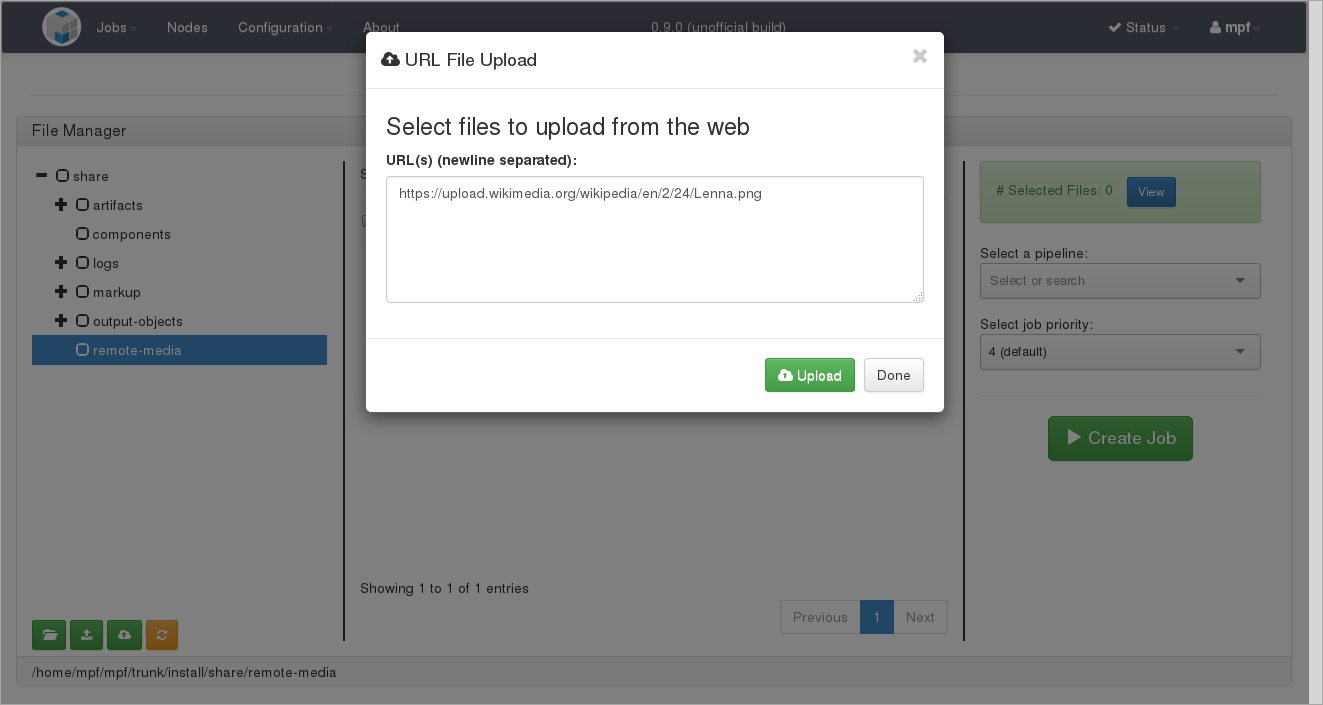 Jobs Nodes Configuration About 0.9.0 (unofficial build) Status mpf
URL File Upload
Select files to upload from the web
URL(s) (newline separated):
https://upload.wikimedia.org/wikipedia/en/2/24/Lenna.png
Upload Done
File Manager
share
artifacts
components
logs
markup
output-objects
remote-media
Showing 1 to 1 of 1 entries
Previous 1 Next
# Selected Files: 0 View
Select a pipeline:
Select or search
Select job priority:
4 (default)
Create Job
/home/mpf/mpf/trunk/install/share/remote-media